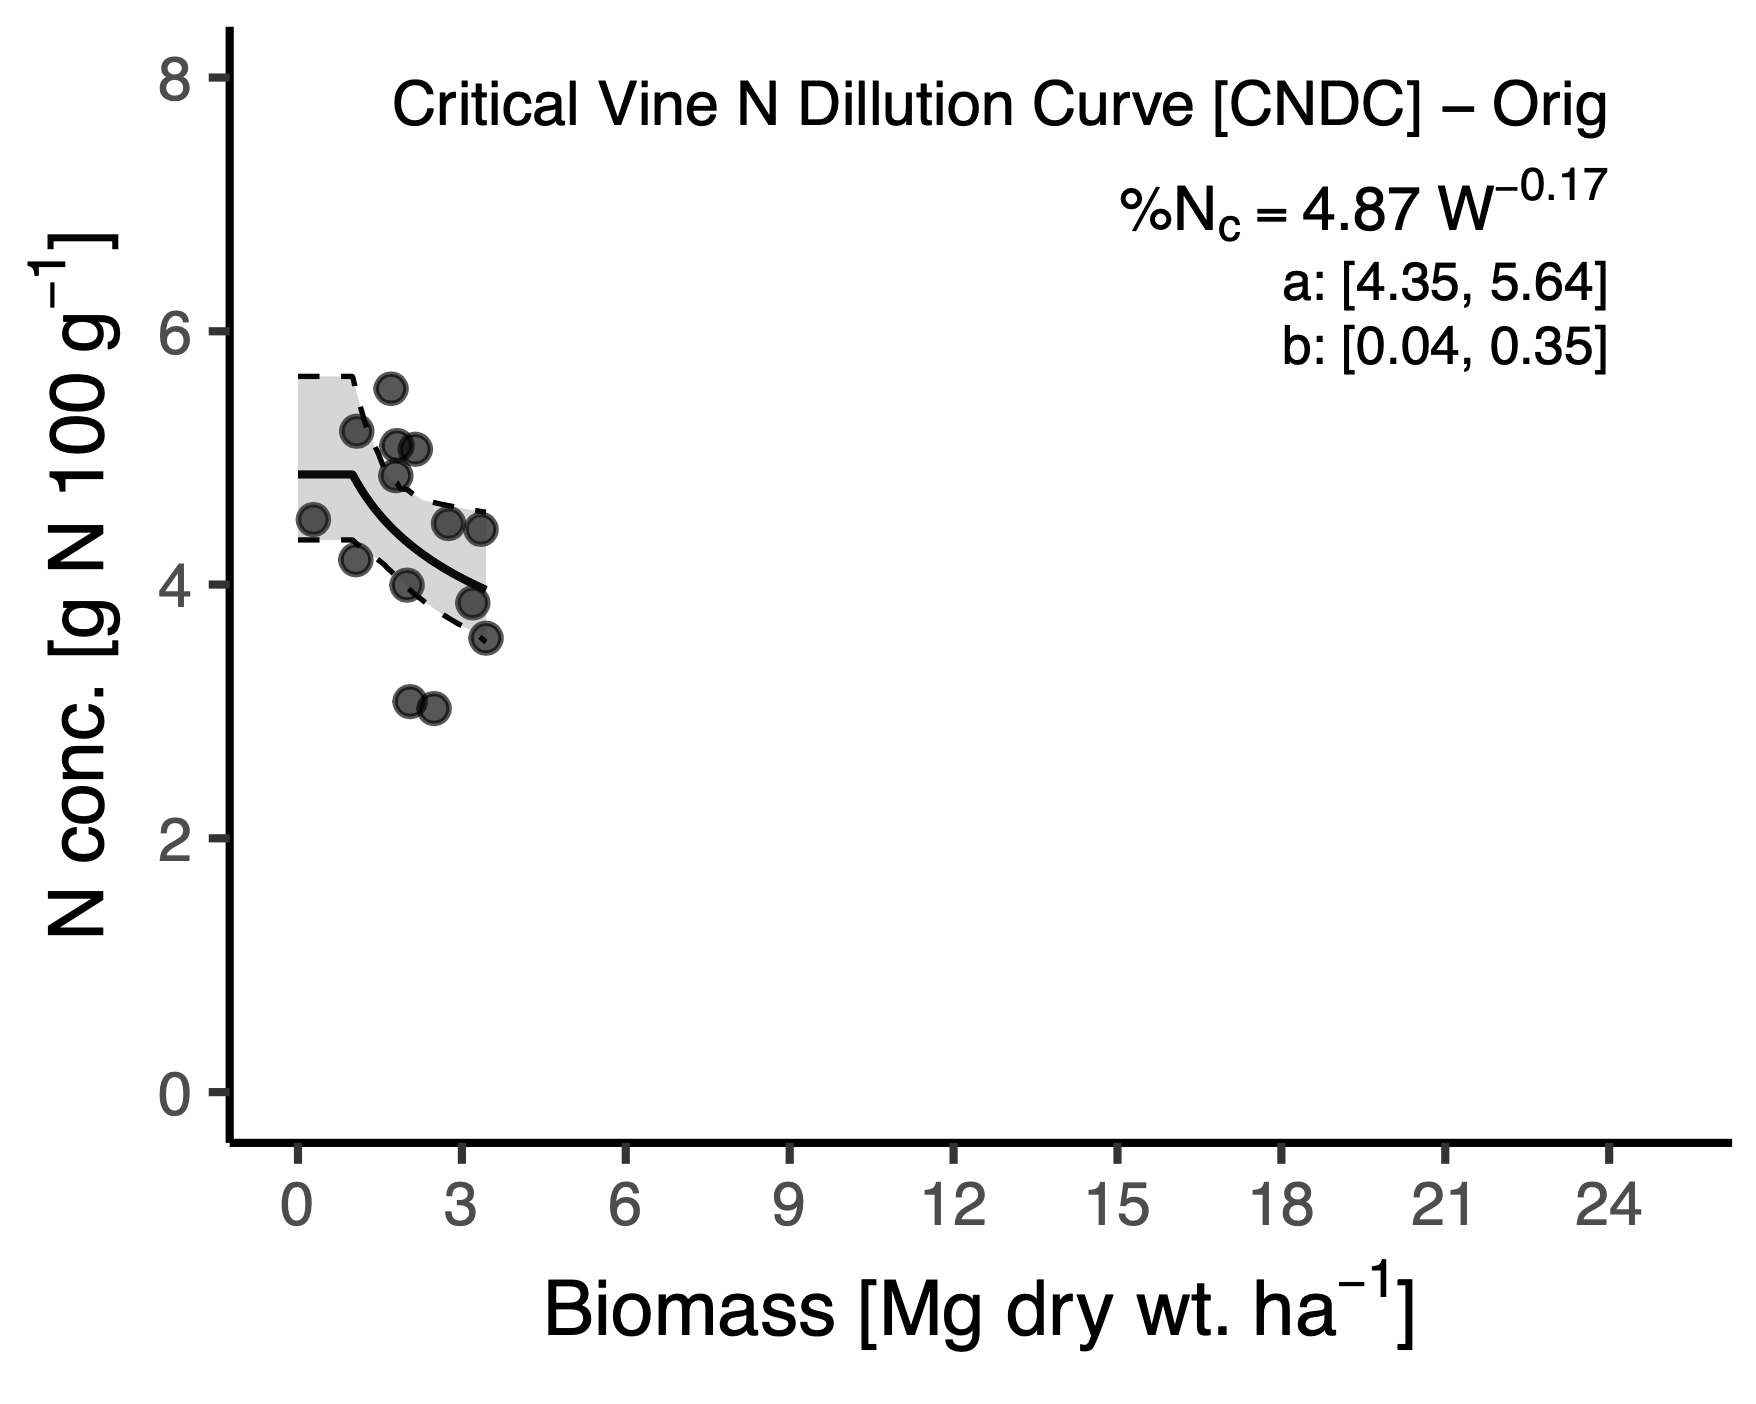 Critical Vine N Dillution Curve [CNDC] – Orig
%Nc = 4.87 W−0.17
a: [4.35, 5.64]
b: [0.04, 0.35]
N conc. [g N 100 g−1]
8
6
4
2
0
0 3 6 9 12 15 18 21 24
Biomass [Mg dry wt. ha−1]